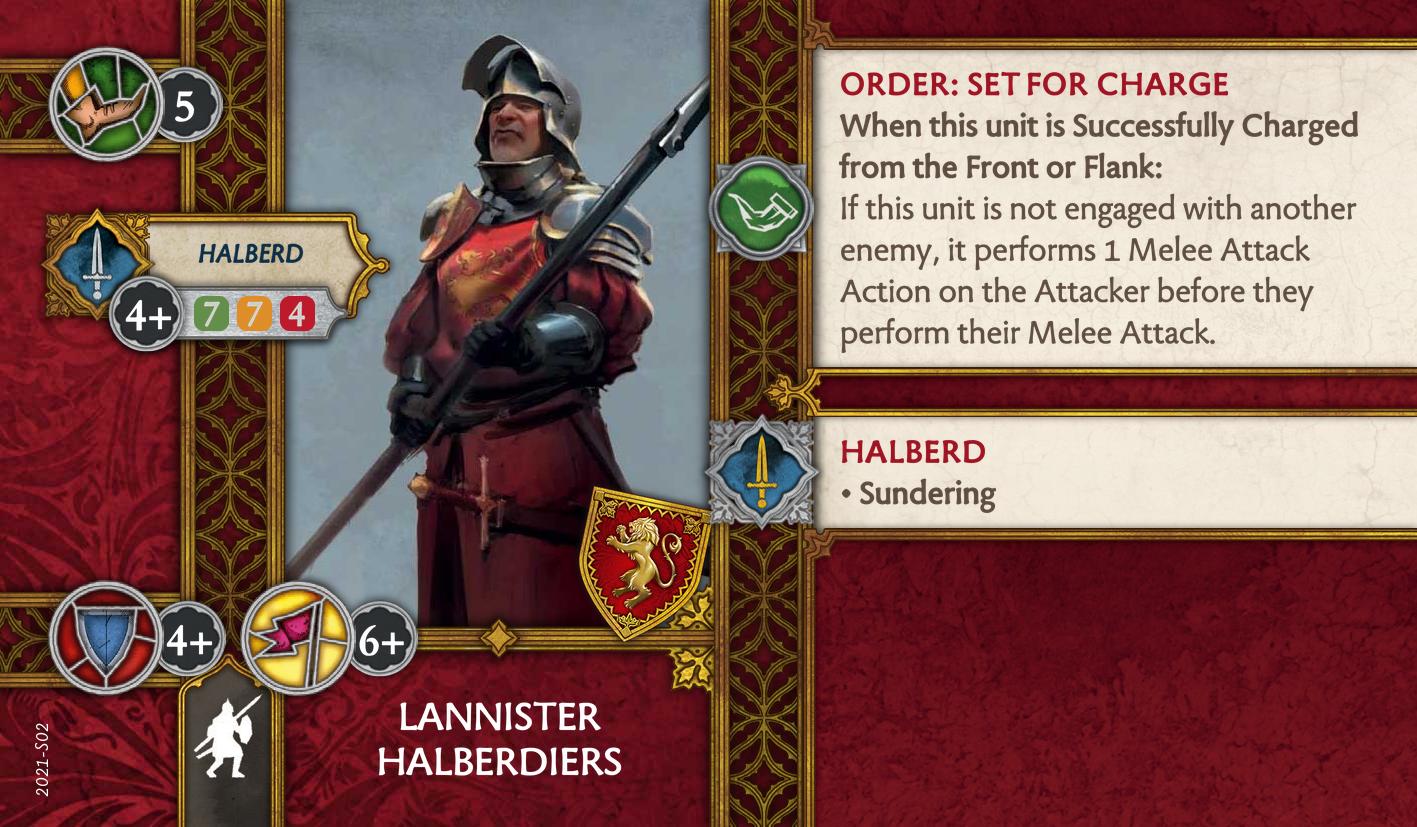 5
HALBERD
4+ 7 7 4
4+ 6+
LANNISTER
HALBERDIERS
2021-S02
ORDER: SET FOR CHARGE
When this unit is Successfully Charged
from the Front or Flank:
If this unit is not engaged with another
enemy, it performs 1 Melee Attack
Action on the Attacker before they
perform their Melee Attack.
HALBERD
• Sundering